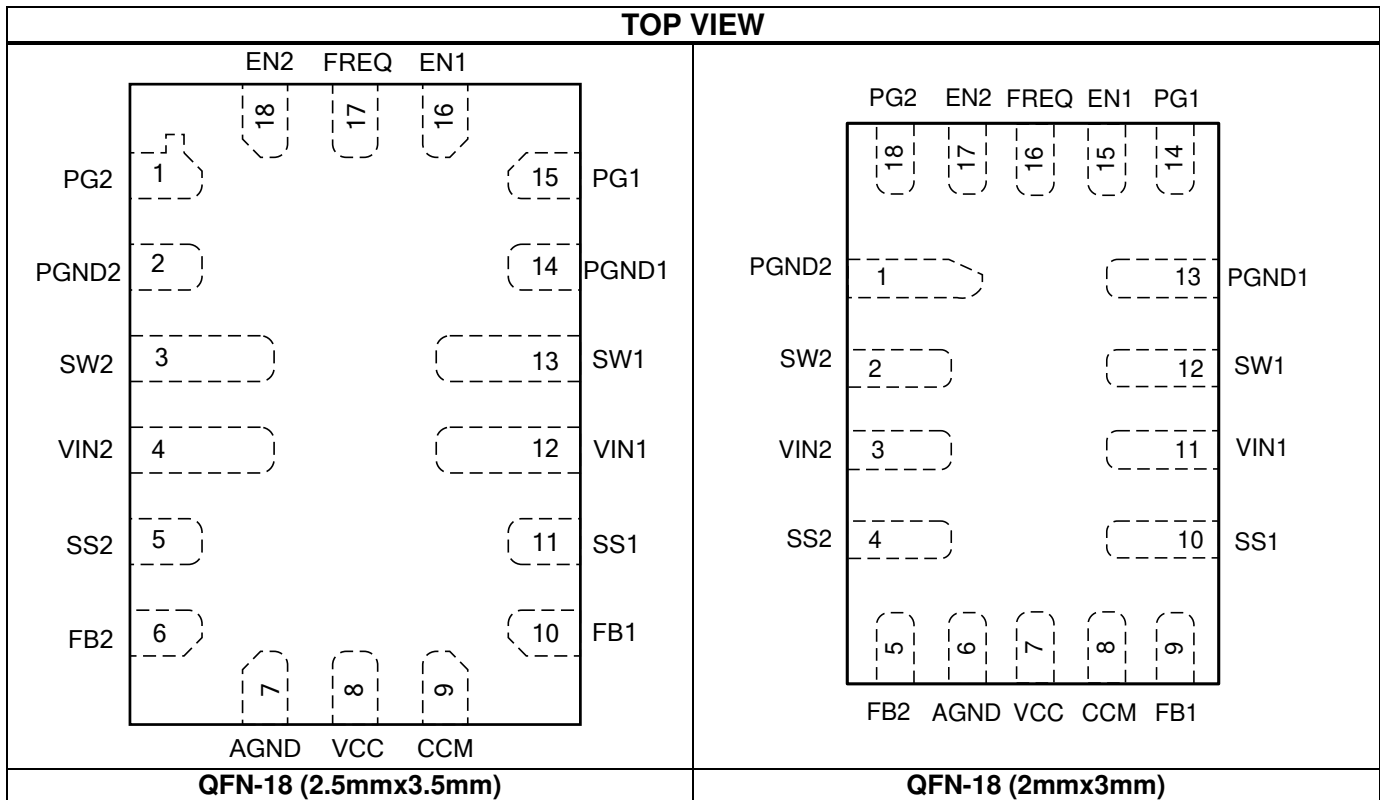 TOP VIEW
EN2 FREQ EN1
18 17 16
PG2 1 15 PG1
PGND2 2 14 PGND1
SW2 3 13 SW1
VIN2 4 12 VIN1
SS2 5 11 SS1
FB2 6 10 FB1
7 8 9
AGND VCC CCM
QFN-18 (2.5mmx3.5mm)
PG2 EN2 FREQ EN1 PG1
18 17 16 15 14
PGND2 1 13 PGND1
SW2 2 12 SW1
VIN2 3 11 VIN1
SS2 4 10 SS1
5 6 7 8 9
FB2 AGND VCC CCM FB1
QFN-18 (2mmx3mm)